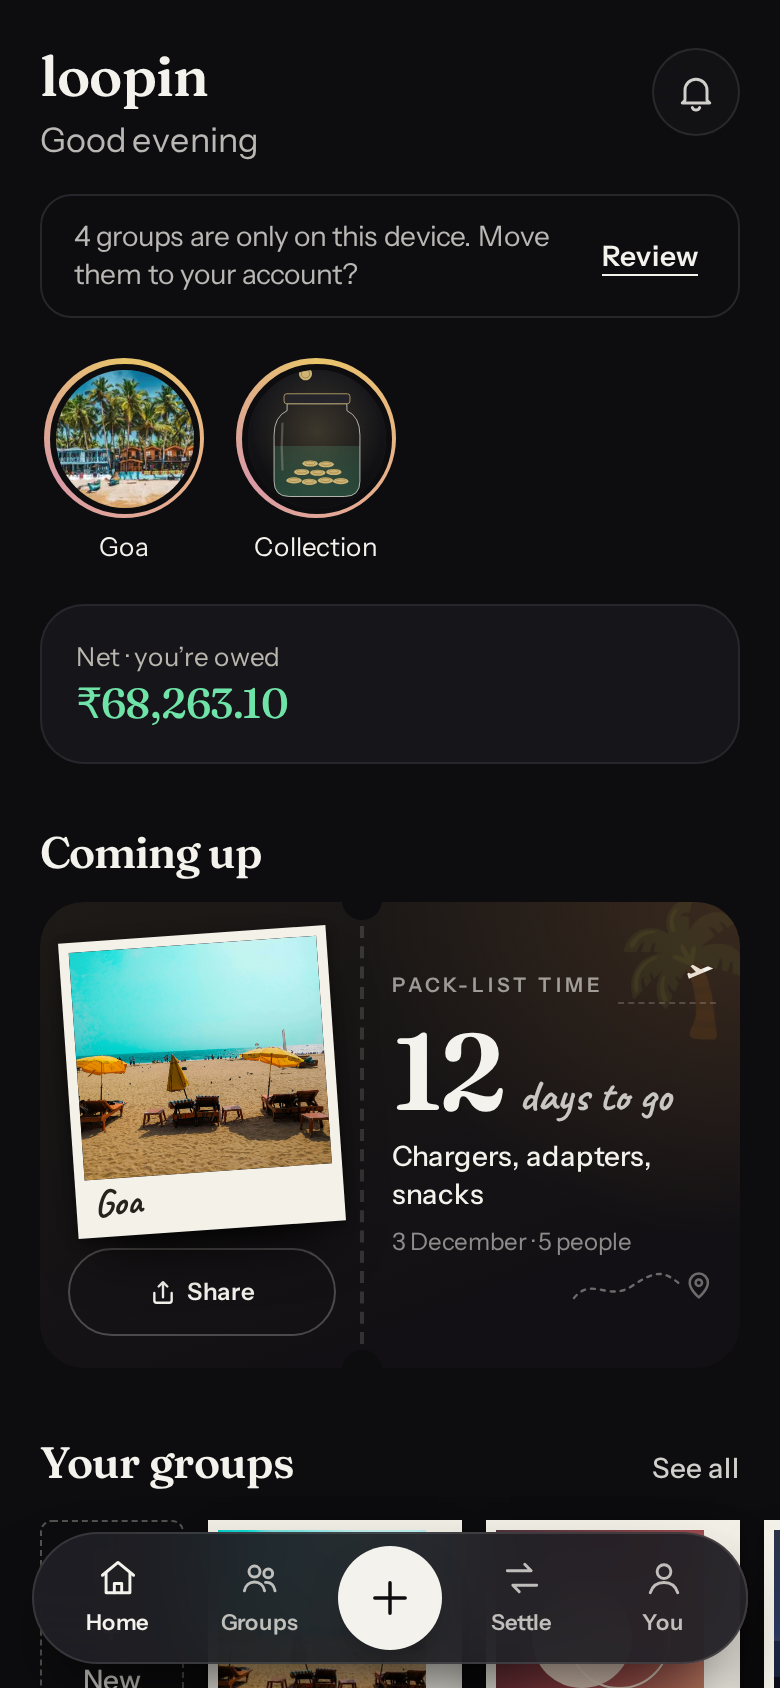 loopin
Good evening
4 groups are only on this device. Move
them to your account?
Review
Goa
Collection
Net · you’re owed
₹68,263.10
Coming up
PACK-LIST TIME
12 days to go
Chargers, adapters,
snacks
3 December · 5 people
Goa
Share
Your groups
See all
Home
Groups
Settle
You
New